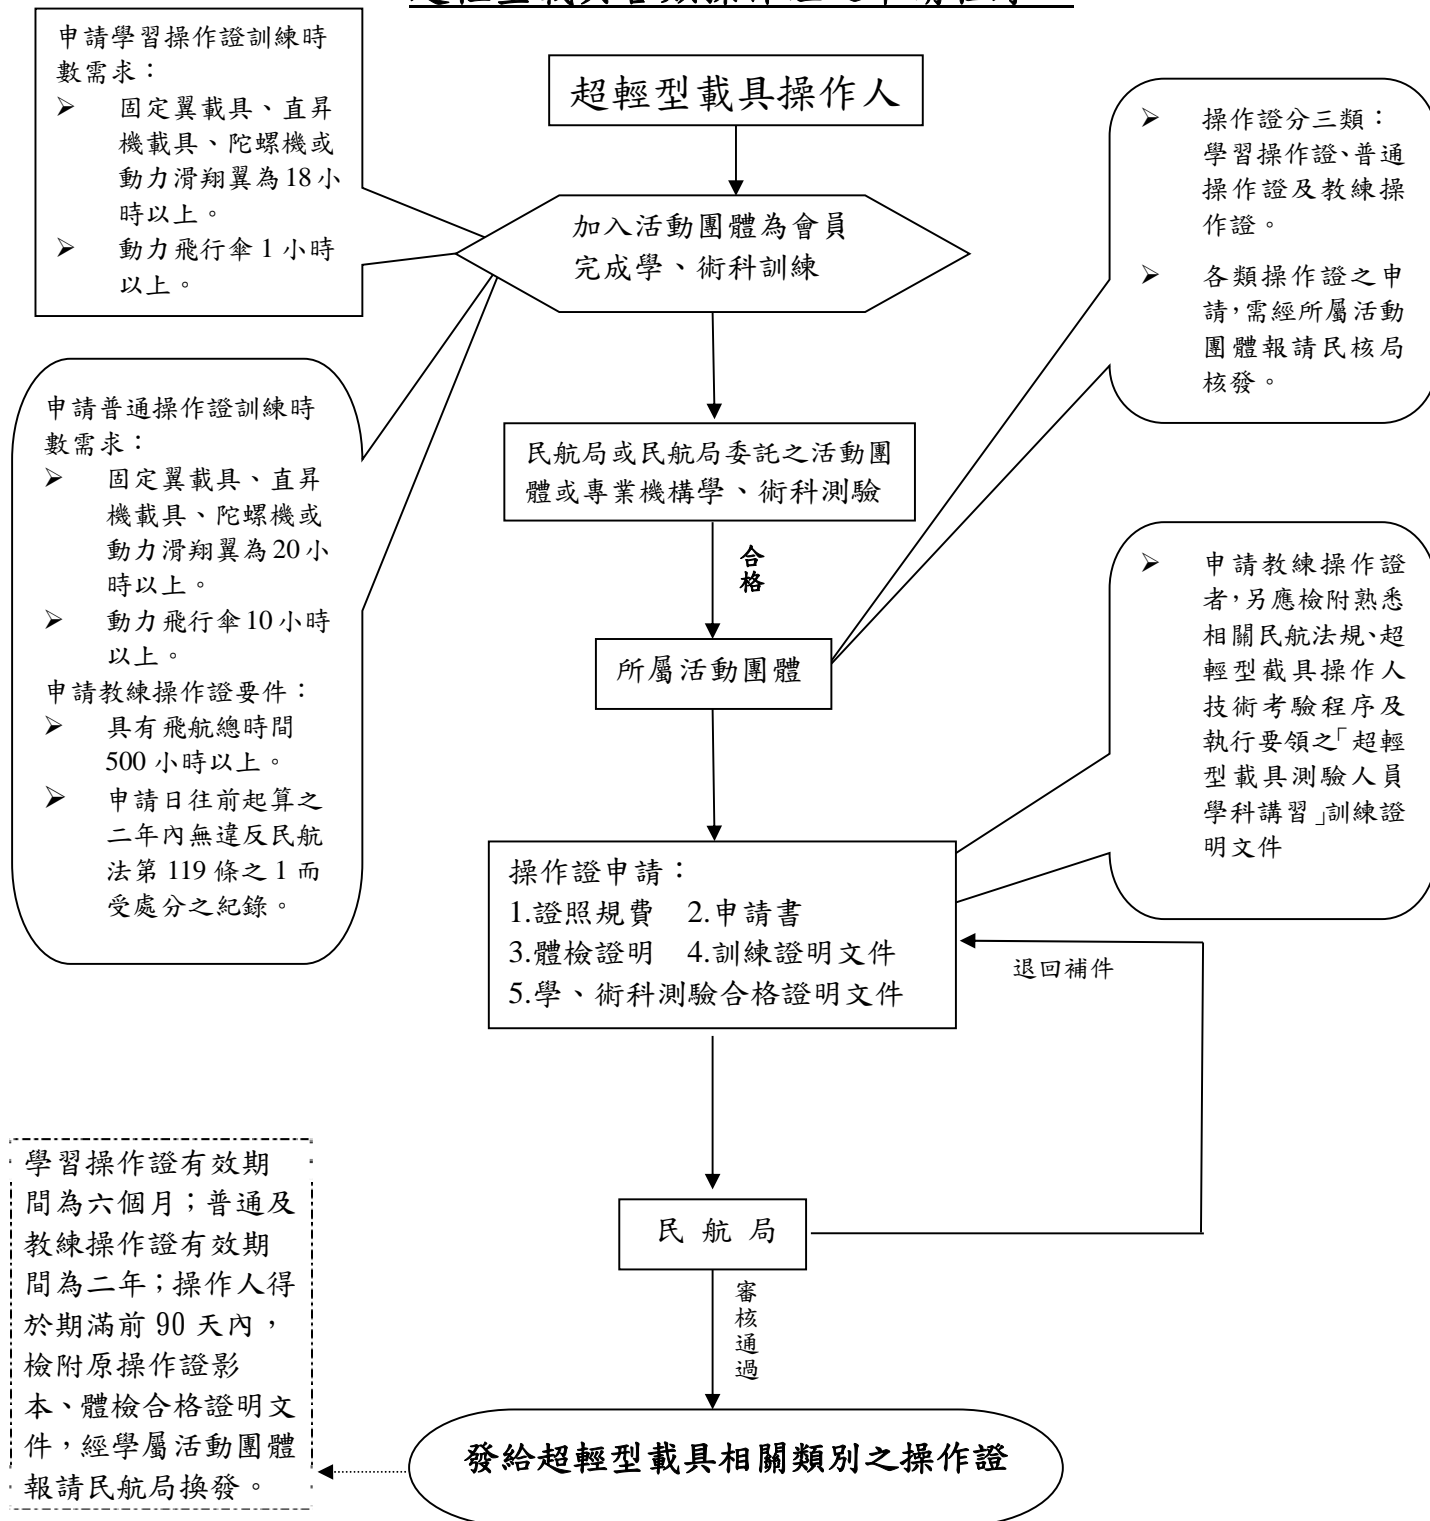 超輕型載具各類操作證之申請程序
申請學習操作證訓練時
數需求：
➢ 固定翼載具、直昇
機載具、陀螺機或
動力滑翔翼為18小
時以上。
➢ 動力飛行傘 1 小時
以上。
超輕型載具操作人
➢ 操作證分三類：
學習操作證、普通
操作證及教練操
作證。
➢ 各類操作證之申
請，需經所屬活動
團體報請民核局
核發。
加入活動團體為會員
完成學、術科訓練
申請普通操作證訓練時
數需求：
➢ 固定翼載具、直昇
機載具、陀螺機或
動力滑翔翼為20小
時以上。
➢ 動力飛行傘10小時
以上。
申請教練操作證要件：
➢ 具有飛航總時間
500 小時以上。
➢ 申請日往前起算之
二年內無違反民航
法第 119 條之 1 而
受處分之紀錄。
民航局或民航局委託之活動團
體或專業機構學、術科測驗
合
格
所屬活動團體
➢ 申請教練操作證
者，另應檢附熟悉
相關民航法規、超
輕型截具操作人
技術考驗程序及
執行要領之「超輕
型載具測驗人員
學科講習」訓練證
明文件
操作證申請：
1.證照規費 2.申請書
3.體檢證明 4.訓練證明文件
5.學、術科測驗合格證明文件
退回補件
民 航 局
審
核
通
過
學習操作證有效期
間為六個月；普通及
教練操作證有效期
間為二年；操作人得
於期滿前 90 天內，
檢附原操作證影
本、體檢合格證明文
件，經學屬活動團體
報請民航局換發。
發給超輕型載具相關類別之操作證